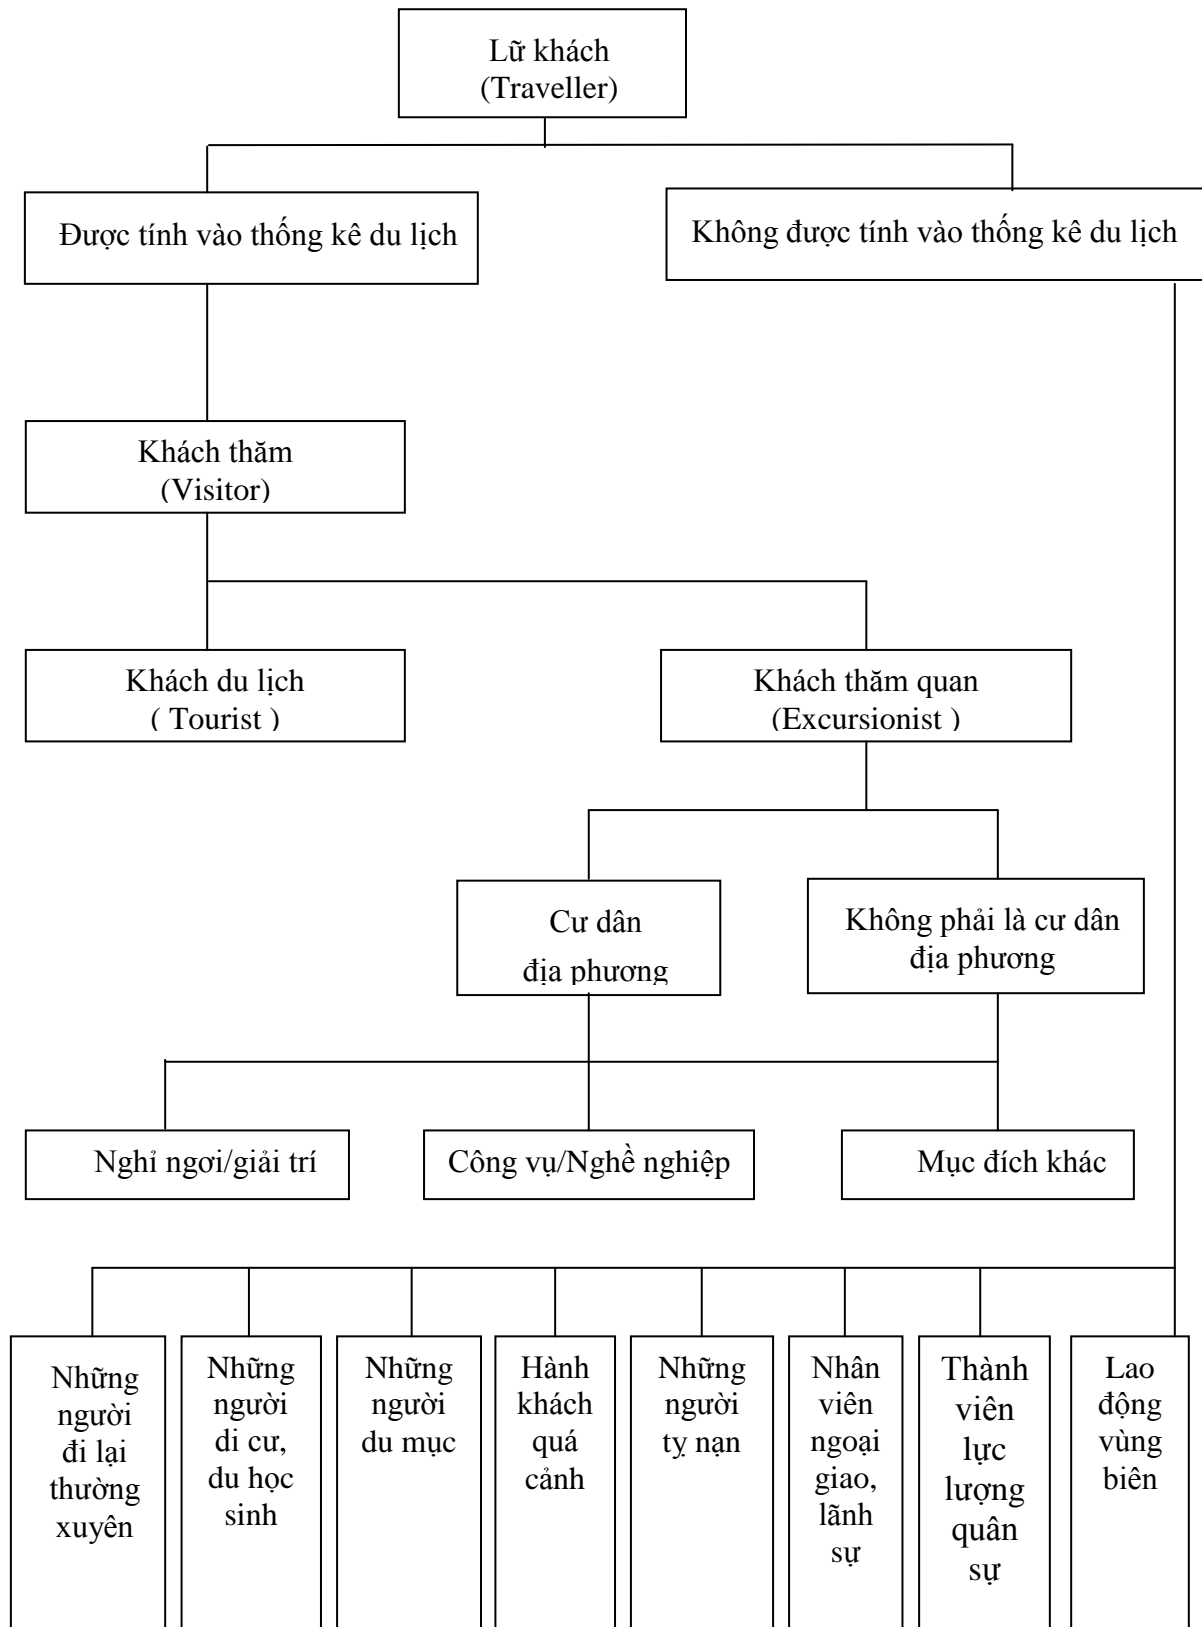 Lữ khách
(Traveller)
Được tính vào thống kê du lịch
Không được tính vào thống kê du lịch
Khách thăm
(Visitor)
Khách du lịch
( Tourist )
Khách thăm quan
(Excursionist )
Cư dân
địa phương
Không phải là cư dân
địa phương
Nghỉ ngơi/giải trí
Công vụ/Nghề nghiệp
Mục đích khác
Những
người
đi lại
thường
xuyên
Những
người
di cư,
du học
sinh
Những
người
du mục
Hành
khách
quá
cảnh
Những
người
tỵ nạn
Nhân
viên
ngoại
giao,
lãnh
sự
Thành
viên
lực
lượng
quân
sự
Lao
động
vùng
biên